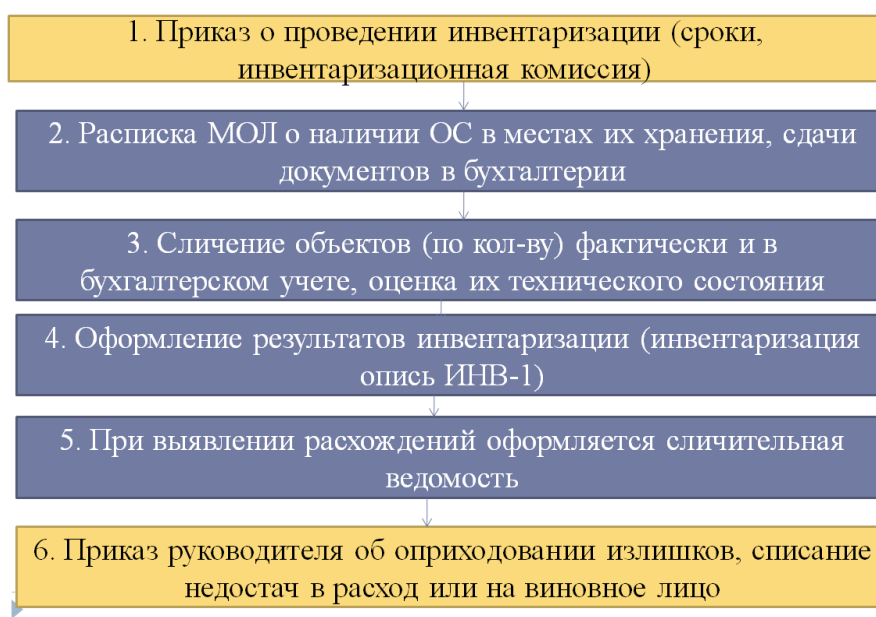 1. Приказ о проведении инвентаризации (сроки,
инвентаризационная комиссия)
2. Расписка МОЛ о наличии ОС в местах их хранения, сдачи
документов в бухгалтерии
3. Сличение объектов (по кол-ву) фактически и в
бухгалтерском учете, оценка их технического состояния
4. Оформление результатов инвентаризации (инвентаризация
опись ИНВ-1)
5. При выявлении расхождений оформляется сличительная
ведомость
6. Приказ руководителя об оприходовании излишков, списание
недостач в расход или на виновное лицо